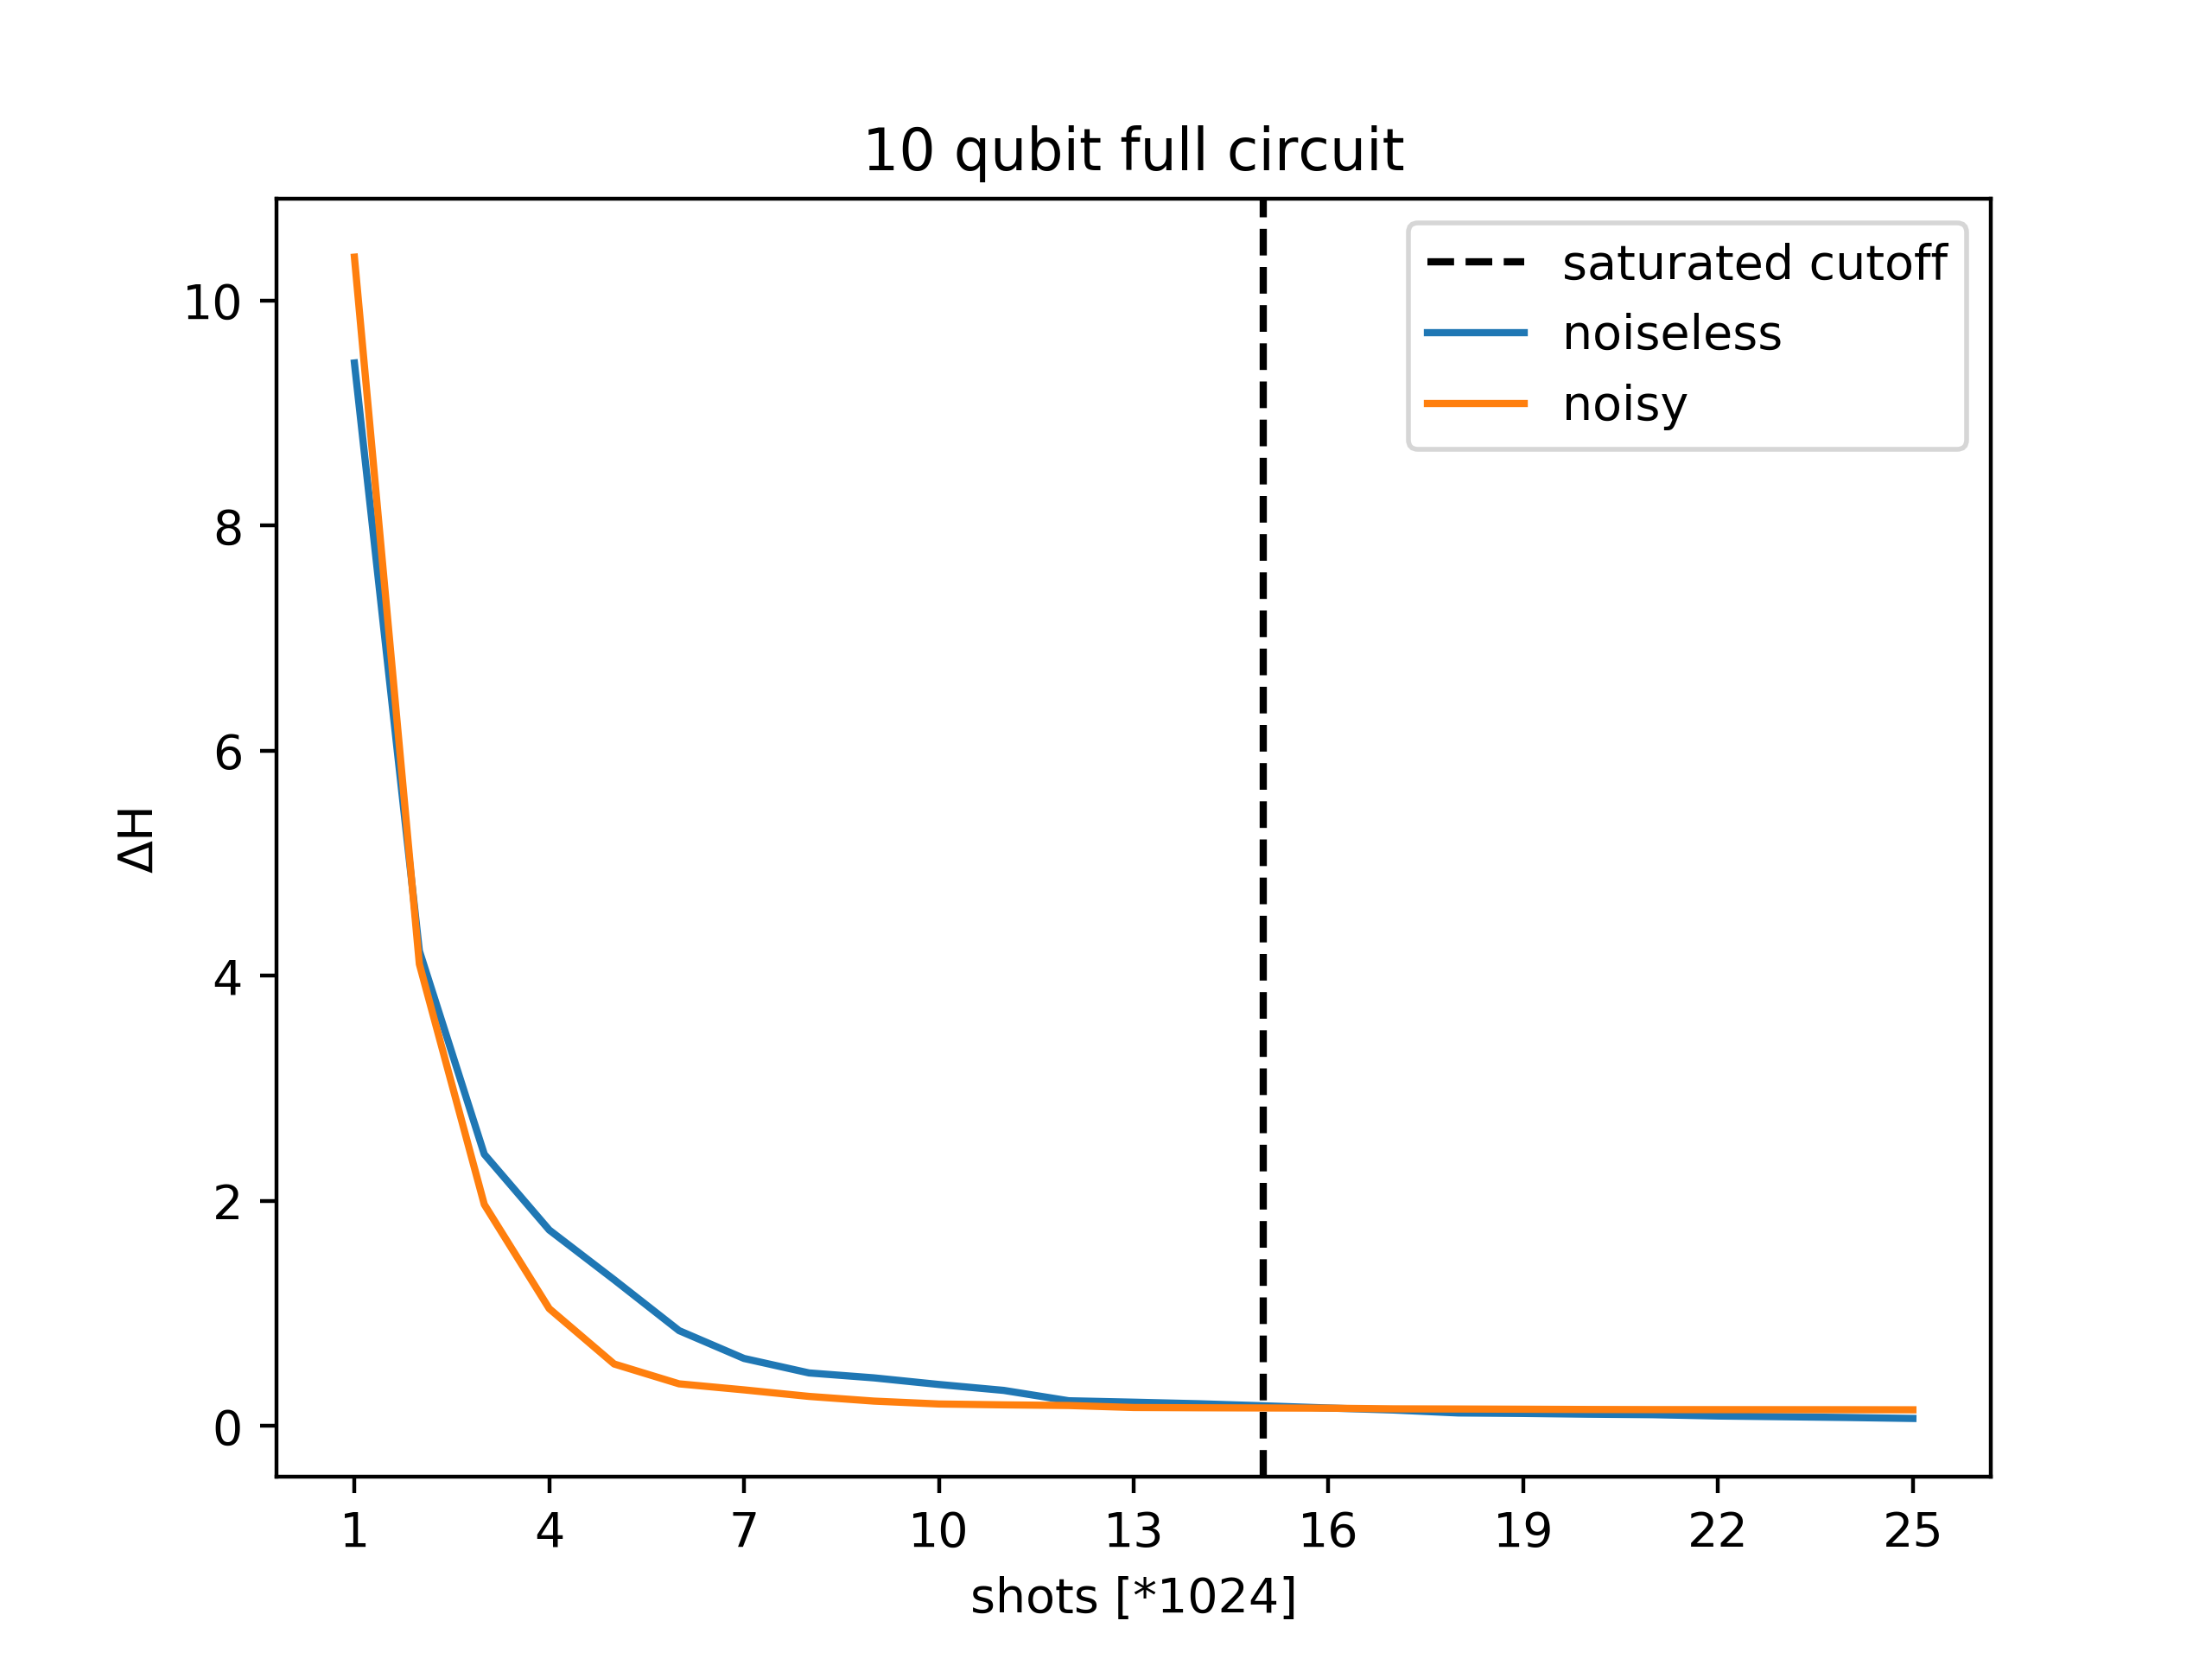 10 qubit full circuit
saturated cutoff
noiseless
noisy
10
8
6
4
2
0
ΔH
1 4 7 10 13 16 19 22 25
shots [*1024]